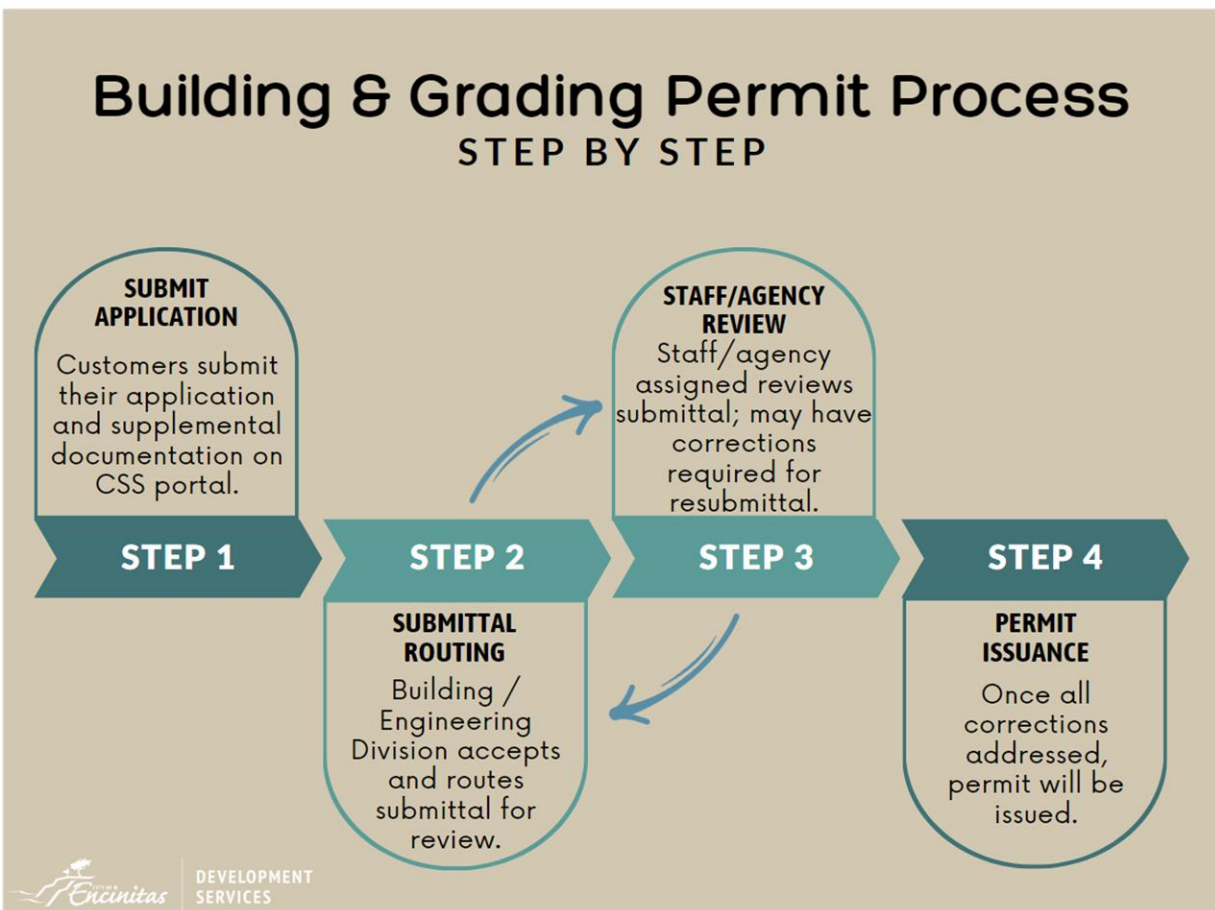 Building & Grading Permit Process
STEP BY STEP
SUBMIT
APPLICATION
Customers submit
their application
and supplemental
documentation on
CSS portal.
STEP 1
STEP 2
SUBMITTAL
ROUTING
Building /
Engineering
Division accepts
and routes
submittal for
review.
STAFF/AGENCY
REVIEW
Staff/agency
assigned reviews
submittal; may have
corrections
required for
resubmittal.
STEP 3
STEP 4
PERMIT
ISSUANCE
Once all
corrections
addressed,
permit will be
issued.
Encinitas
DEVELOPMENT
SERVICES